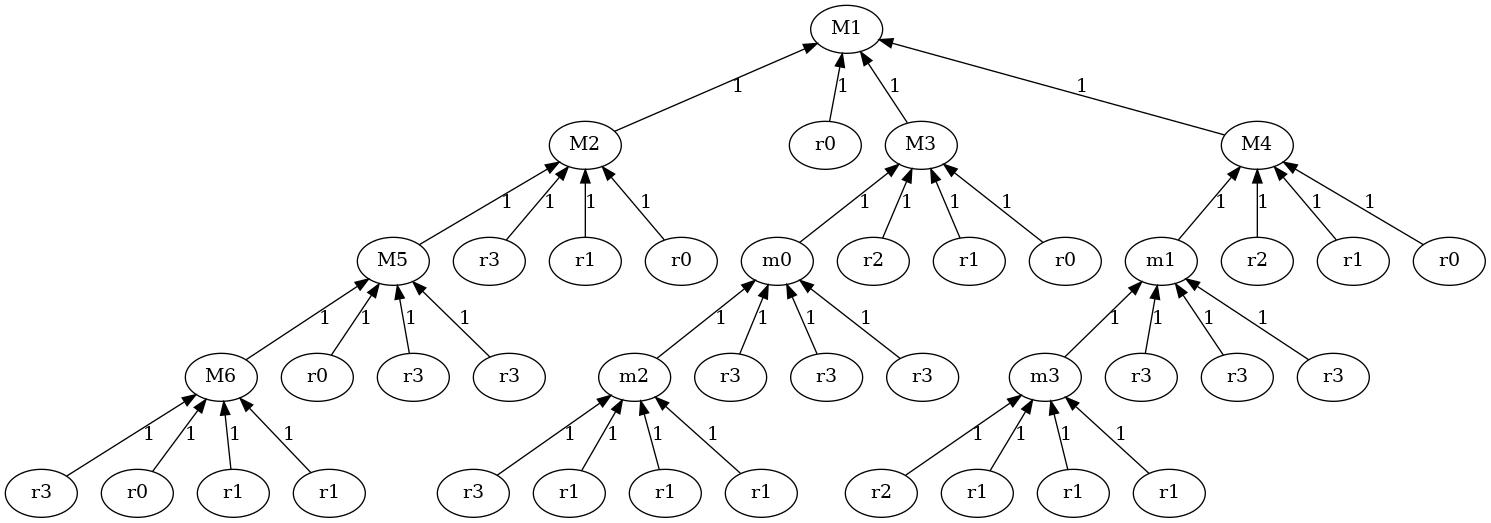 M1
1 1 1 1
M2 r0 M3 M4
1 1 1 1 1 1 1 1 1 1 1 1
M5 r3 r1 r0 m0 r2 r1 r0 m1 r2 r1 r0
1 1 1 1 1 1 1 1 1 1 1 1
M6 r0 r3 r3 m2 r3 r3 r3 m3 r3 r3 r3
1 1 1 1 1 1 1 1 1 1 1 1
r3 r0 r1 r1 r3 r1 r1 r1 r2 r1 r1 r1